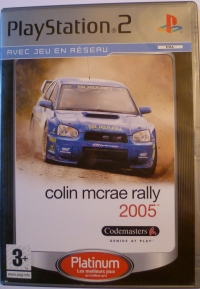 PlayStation 2
AVEC JEU EN RÉSEAU
colin mcrae rally
2005
Codemasters
GENIUS AT PLAY
3+
Platinum
Les meilleurs jeux